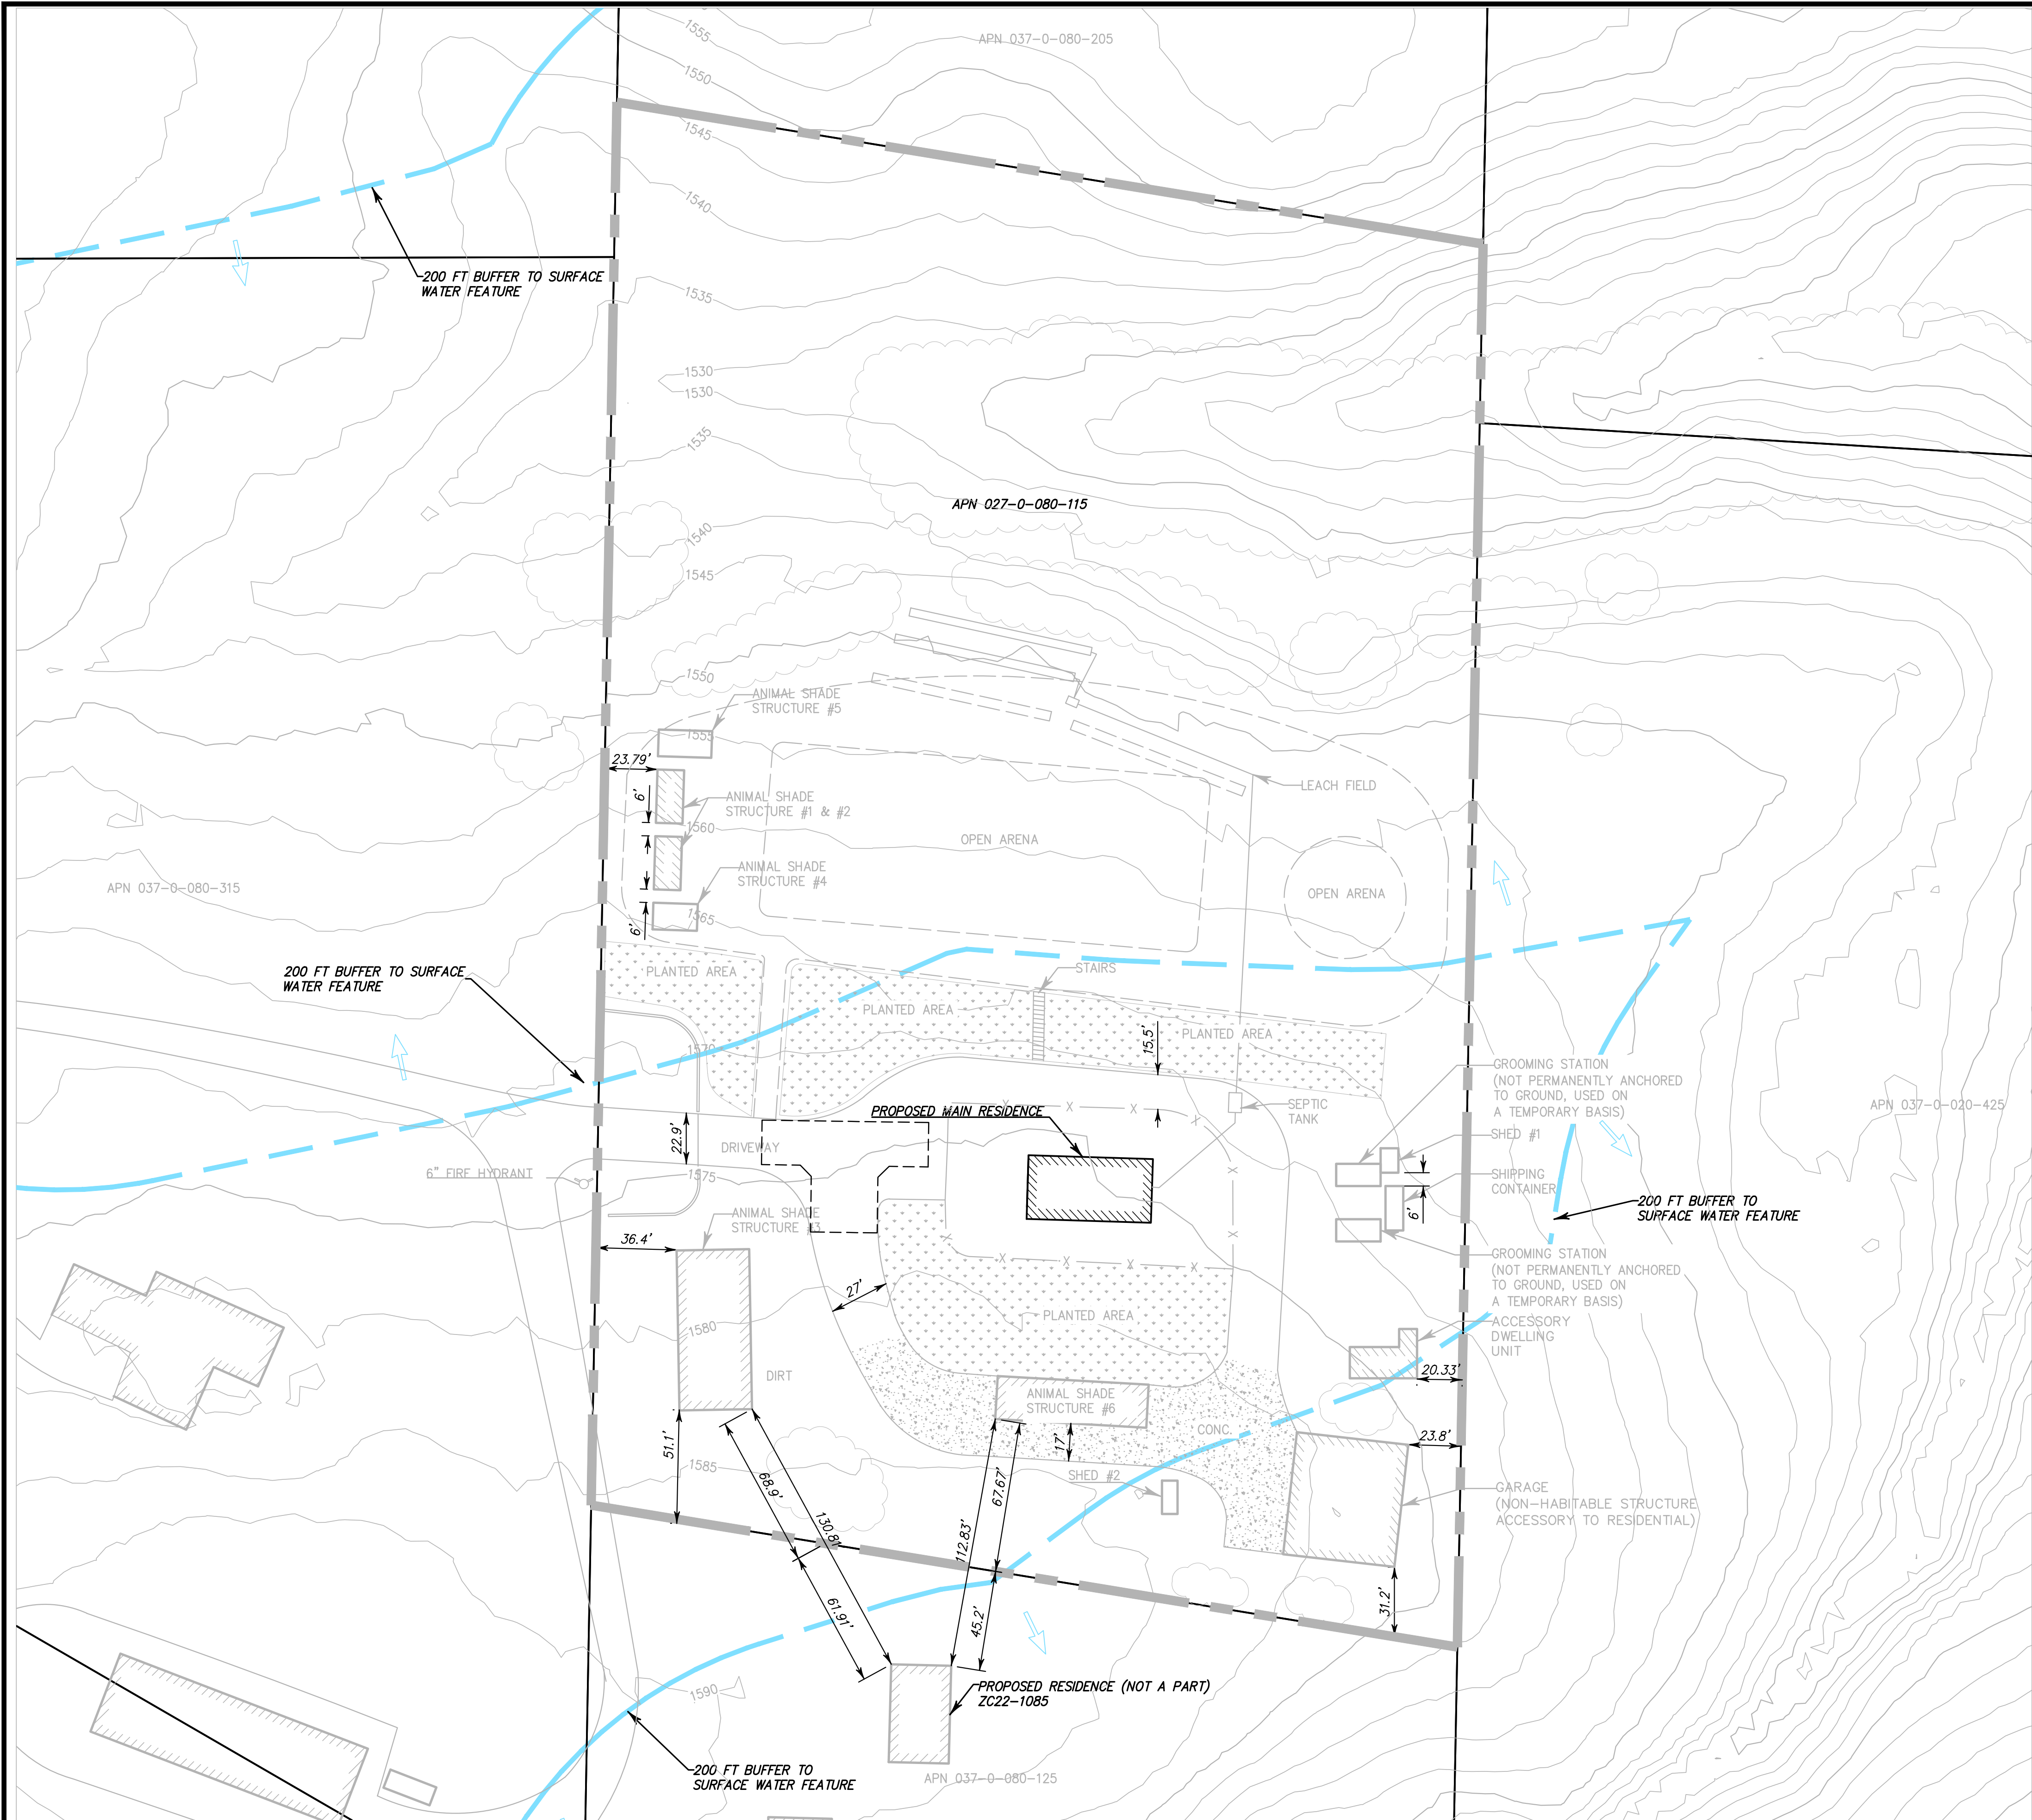 APN 037-0-080-205
1555
1550
1545
1540
200 FT BUFFER TO SURFACE
WATER FEATURE
1535
1530
1530
1535
APN 027-0-080-115
1540
1545
1550
ANIMAL SHADE
STRUCTURE #5
1555
23.79'
6'
ANIMAL SHADE
STRUCTURE #1 & #2
LEACH FIELD
1560
OPEN ARENA
ANIMAL SHADE
STRUCTURE #4
APN 037-0-080-315
OPEN ARENA
6'
1565
200 FT BUFFER TO SURFACE
WATER FEATURE
PLANTED AREA
STAIRS
PLANTED AREA
PLANTED AREA
15.5'
1570
GROOMING STATION
(NOT PERMANENTLY ANCHORED
TO GROUND, USED ON
A TEMPORARY BASIS)
APN 037-0-020-425
PROPOSED MAIN RESIDENCE
SEPTIC
TANK
22.9'
DRIVEWAY
SHED #1
6" FIRE HYDRANT
1575
SHIPPING
CONTAINER
6'
200 FT BUFFER TO
SURFACE WATER FEATURE
ANIMAL SHADE
STRUCTURE #3
36.4'
GROOMING STATION
(NOT PERMANENTLY ANCHORED
TO GROUND, USED ON
A TEMPORARY BASIS)
27'
PLANTED AREA
1580
ACCESSORY
DWELLING
UNIT
20.33'
DIRT
ANIMAL SHADE
STRUCTURE #6
CONC.
23.8'
51.1'
17'
1585
68.9'
67.67'
SHED #2
GARAGE
(NON-HABITABLE STRUCTURE
ACCESSORY TO RESIDENTIAL)
130.81'
112.83'
61.91'
45.2'
31.2'
PROPOSED RESIDENCE (NOT A PART)
ZC22-1085
1590
200 FT BUFFER TO
SURFACE WATER FEATURE
APN 037-0-080-125